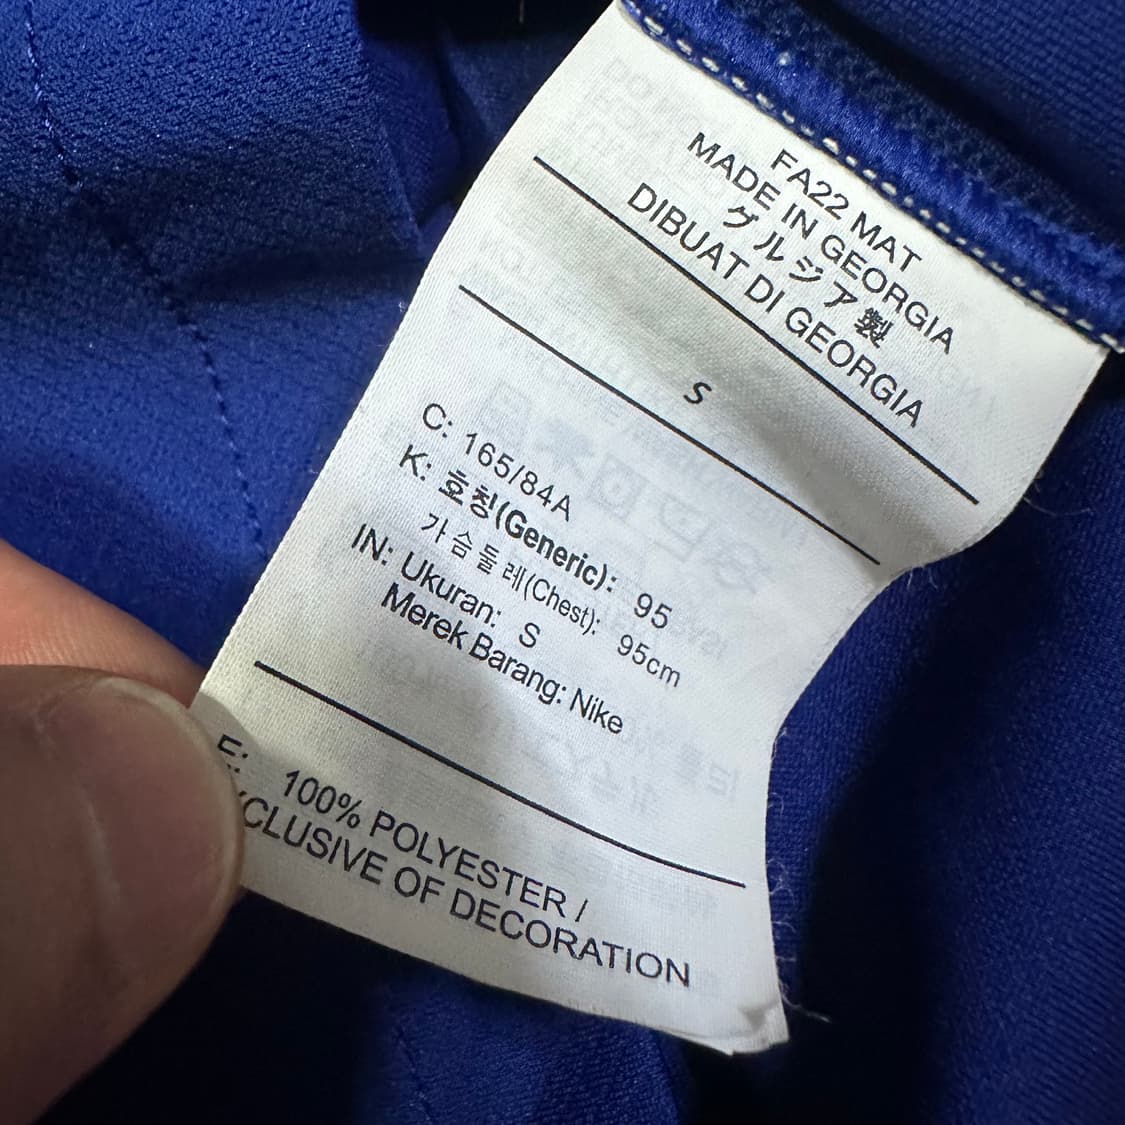 FA22 MAT
MADE IN GEORGIA
グルジア製
DIBUAT DI GEORGIA
S
C: 165/84A
K: 호칭(Generic): 95
가슴둘레(Chest): 95cm
IN: Ukuran: S
Merek Barang: Nike
E: 100% POLYESTER /
XCLUSIVE OF DECORATION